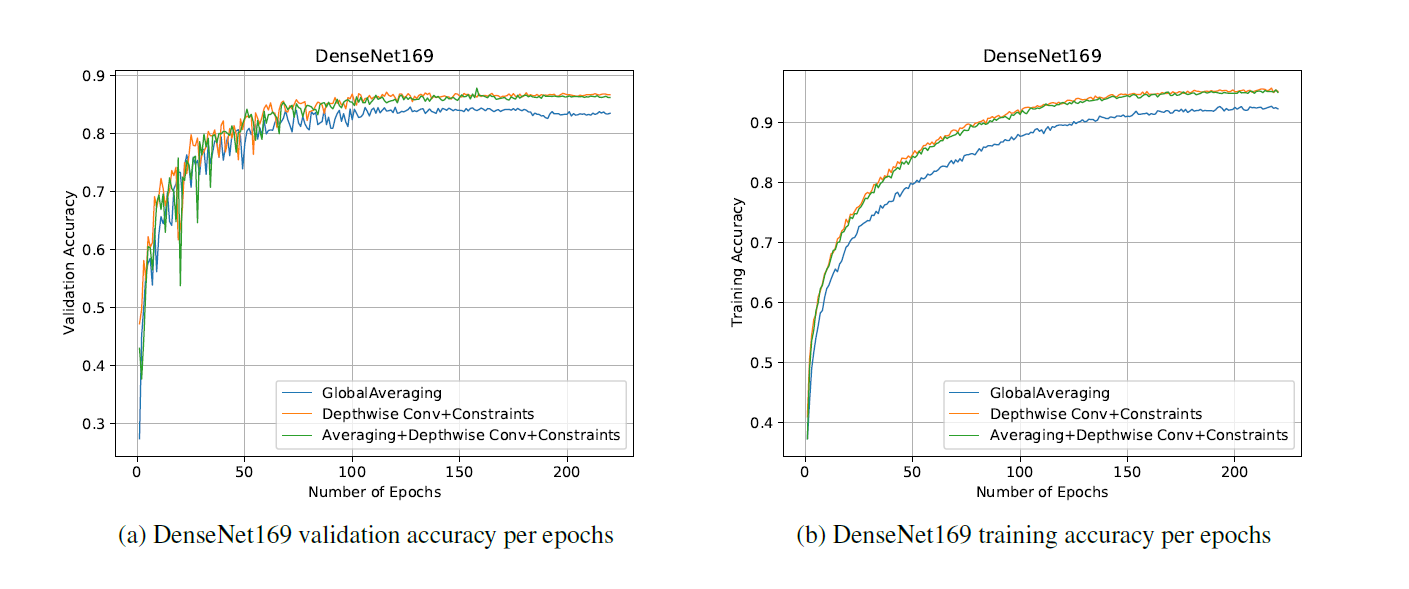 DenseNet169
0.9
0.8
0.7
0.6
0.5
0.4
0.3
Validation Accuracy
GlobalAveraging
Depthwise Conv+Constraints
Averaging+Depthwise Conv+Constraints
0 50 100 150 200
Number of Epochs
(a) DenseNet169 validation accuracy per epochs
DenseNet169
0.9
0.8
0.7
0.6
0.5
0.4
Training Accuracy
GlobalAveraging
Depthwise Conv+Constraints
Averaging+Depthwise Conv+Constraints
0 50 100 150 200
Number of Epochs
(b) DenseNet169 training accuracy per epochs